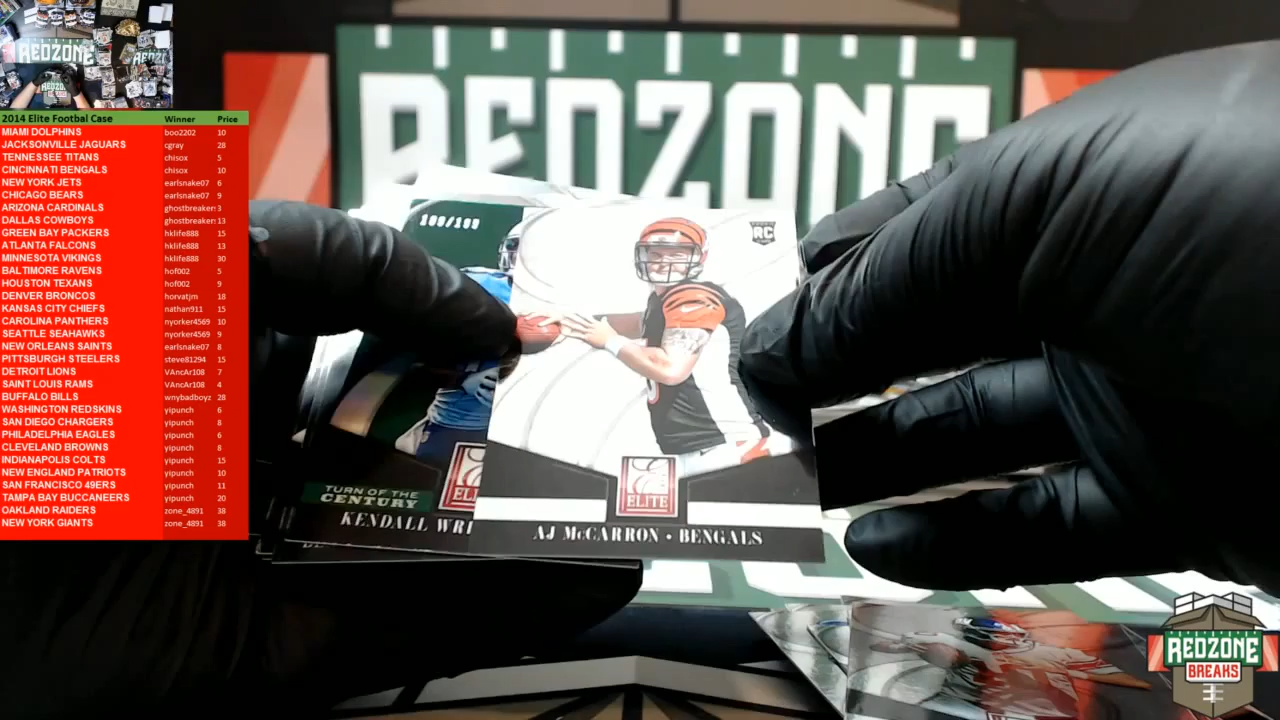 REDZONE
2014 Elite Footbal Case Winner Price
MIAMI DOLPHINS boo2202 10
JACKSONVILLE JAGUARS cgray 28
TENNESSEE TITANS chisox 5
CINCINNATI BENGALS chisox 10
NEW YORK JETS earlsnake07 6
CHICAGO BEARS earlsnake07 9
ARIZONA CARDINALS ghostbreaker 3
DALLAS COWBOYS ghostbreaker 13
GREEN BAY PACKERS hklife888 15
ATLANTA FALCONS hklife888 13
MINNESOTA VIKINGS hklife888 30
BALTIMORE RAVENS hof002 5
HOUSTON TEXANS hof002 9
DENVER BRONCOS horvatjm 18
KANSAS CITY CHIEFS nathan911 15
CAROLINA PANTHERS nyorker4569 10
SEATTLE SEAHAWKS nyorker4569 9
NEW ORLEANS SAINTS earlsnake07 8
PITTSBURGH STEELERS steve81294 15
DETROIT LIONS VAncAr108 7
SAINT LOUIS RAMS VAncAr108 4
BUFFALO BILLS wnybadboyz 28
WASHINGTON REDSKINS yipunch 6
SAN DIEGO CHARGERS yipunch 8
PHILADELPHIA EAGLES yipunch 6
CLEVELAND BROWNS yipunch 8
INDIANAPOLIS COLTS yipunch 15
NEW ENGLAND PATRIOTS yipunch 10
SAN FRANCISCO 49ERS yipunch 11
TAMPA BAY BUCCANEERS yipunch 20
OAKLAND RAIDERS zone_4891 38
NEW YORK GIANTS zone_4891 38
REDZONE
RC
ELITE
AJ McCARRON • BENGALS
TURN OF THE
CENTURY
KENDALL WRI
REDZONE
BREAKS